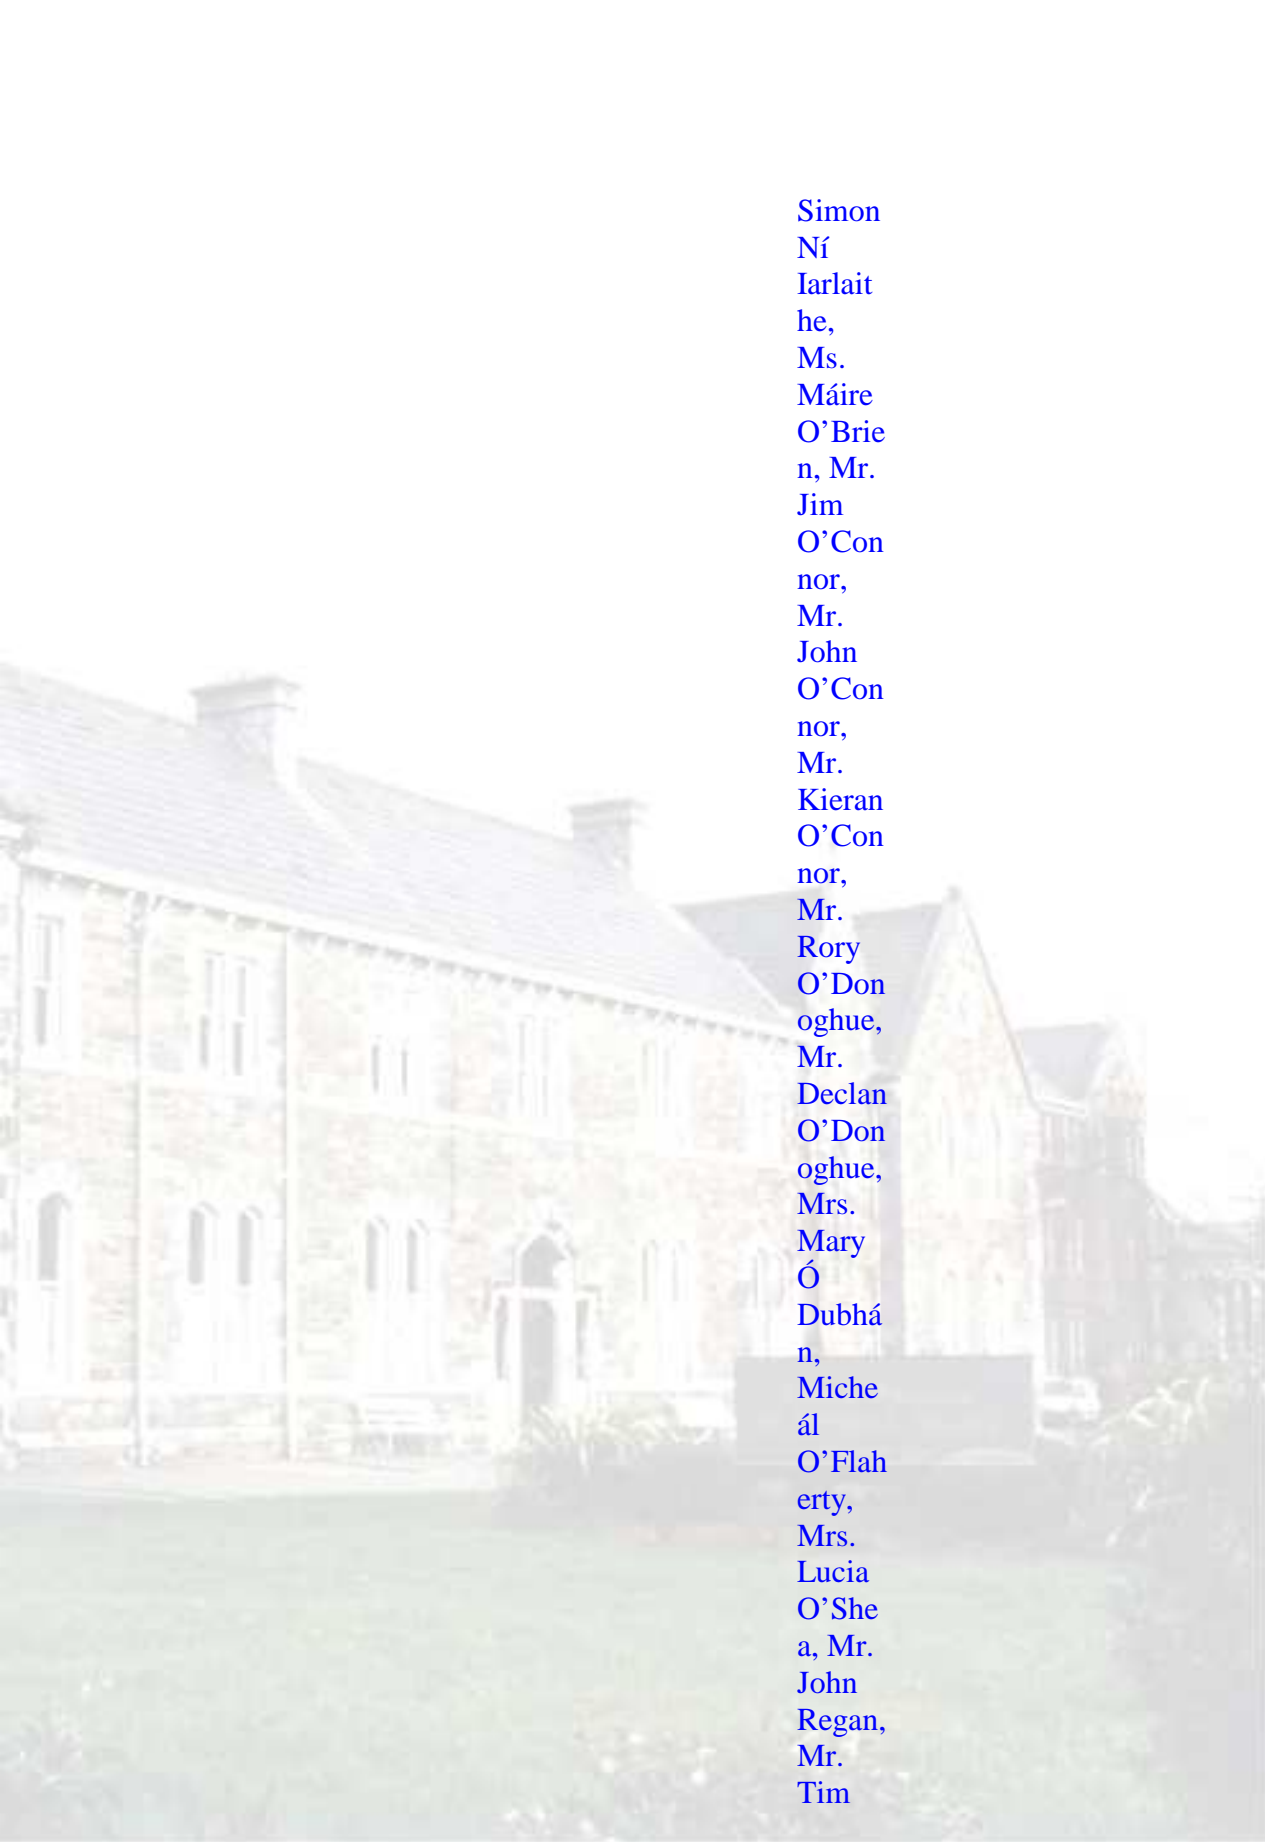 Simon
Ní
Iarlait
he,
Ms.
Máire
O’Brie
n, Mr.
Jim
O’Con
nor,
Mr.
John
O’Con
nor,
Mr.
Kieran
O’Con
nor,
Mr.
Rory
O’Don
oghue,
Mr.
Declan
O’Don
oghue,
Mrs.
Mary
Ó
Dubhá
n,
Miche
ál
O’Flah
erty,
Mrs.
Lucia
O’She
a, Mr.
John
Regan,
Mr.
Tim